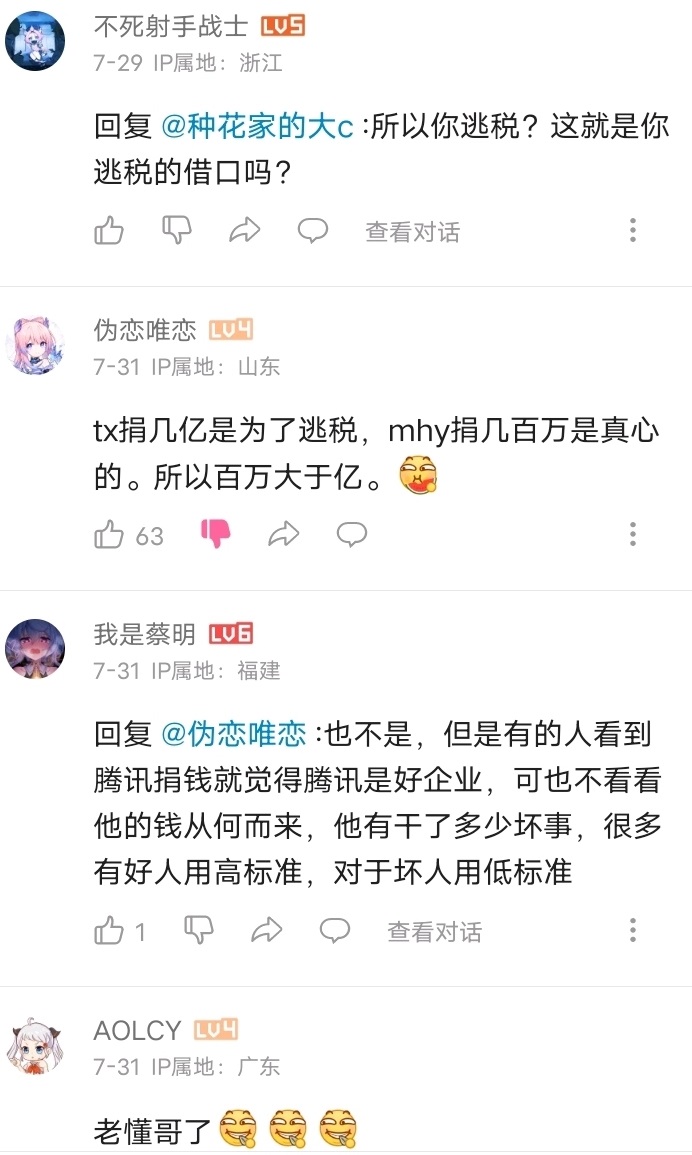 不死射手战士 LV5
7-29 IP属地：浙江
回复 @种花家的大c :所以你逃税？这就是你
逃税的借口吗？
查看对话
伪恋唯恋 LV4
7-31 IP属地：山东
tx捐几亿是为了逃税，mhy捐几百万是真心
的。所以百万大于亿。
63
我是蔡明 LV6
7-31 IP属地：福建
回复 @伪恋唯恋 :也不是，但是有的人看到
腾讯捐钱就觉得腾讯是好企业，可也不看看
他的钱从何而来，他有干了多少坏事，很多
有好人用高标准，对于坏人用低标准
1 查看对话
AOLCY LV4
7-31 IP属地：广东
老懂哥了